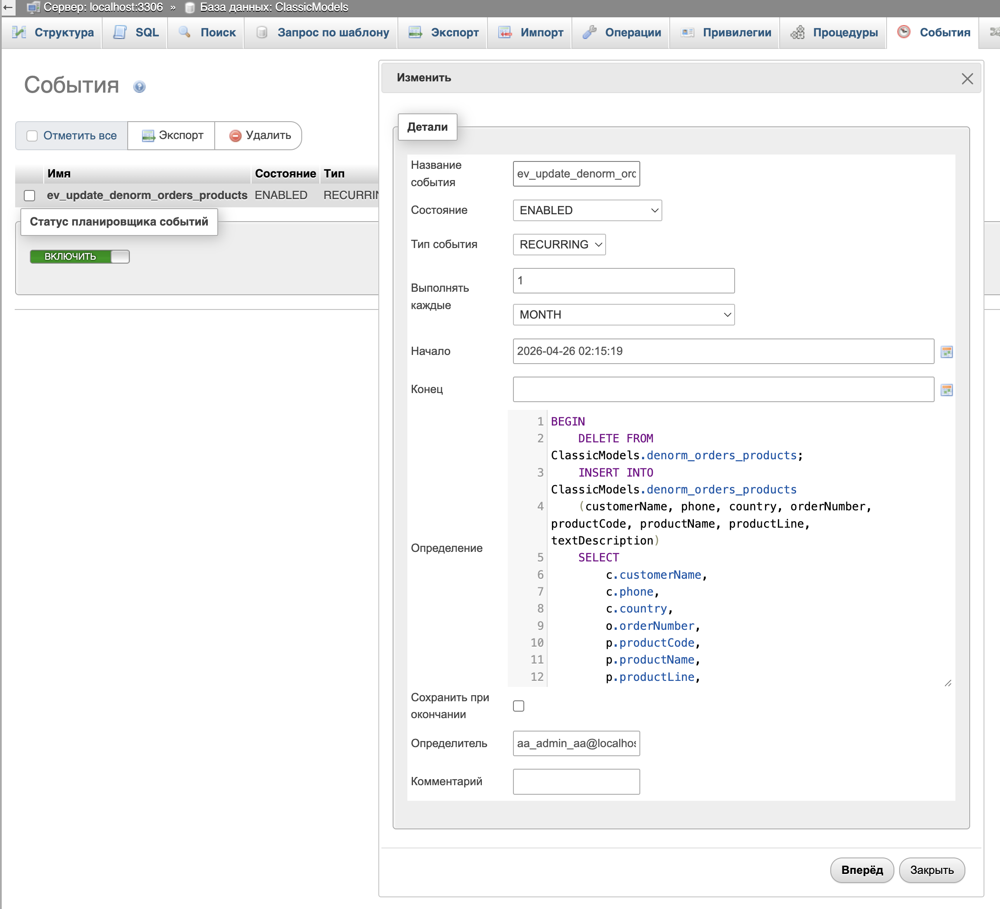 Сервер: localhost:3306 » База данных: ClassicModels
Структура SQL Поиск Запрос по шаблону Экспорт Импорт Операции Привилегии Процедуры События
События
Отметить все Экспорт Удалить
Имя Состояние Тип
ev_update_denorm_orders_products ENABLED RECURRIN
Статус планировщика событий
ВКЛЮЧИТЬ
Изменить
Детали
Название
события
ev_update_denorm_orc
Состояние ENABLED
Тип события RECURRING
Выполнять
каждые
1
MONTH
Начало 2026-04-26 02:15:19
Конец
Определение
1 BEGIN
2 DELETE FROM
ClassicModels.denorm_orders_products;
3 INSERT INTO
ClassicModels.denorm_orders_products
4 (customerName, phone, country, orderNumber,
productCode, productName, productLine,
textDescription)
5 SELECT
6 c.customerName,
7 c.phone,
8 c.country,
9 o.orderNumber,
10 p.productCode,
11 p.productName,
12 p.productLine,
Сохранить при
окончании
Определитель aa_admin_aa@localhos
Комментарий
Вперёд Закрыть